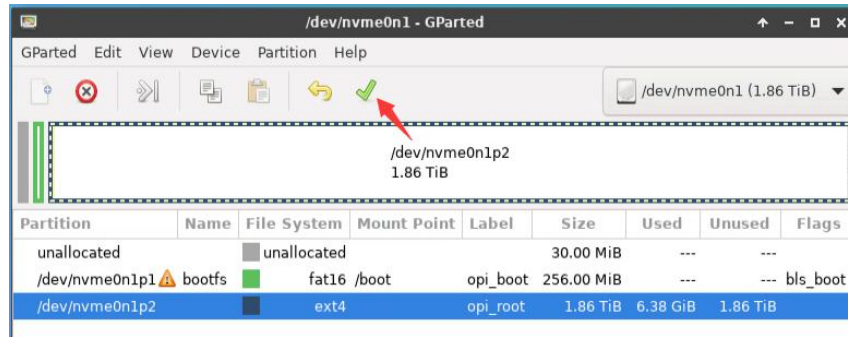 /dev/nvme0n1 - GParted
GParted Edit View Device Partition Help
/dev/nvme0n1 (1.86 TiB)
/dev/nvme0n1p2
1.86 TiB
Partition Name File System Mount Point Label Size Used Unused Flags
unallocated unallocated 30.00 MiB --- ---
/dev/nvme0n1p1 bootfs fat16 /boot opi_boot 256.00 MiB --- --- bls_boot
/dev/nvme0n1p2 ext4 opi_root 1.86 TiB 6.38 GiB 1.86 TiB